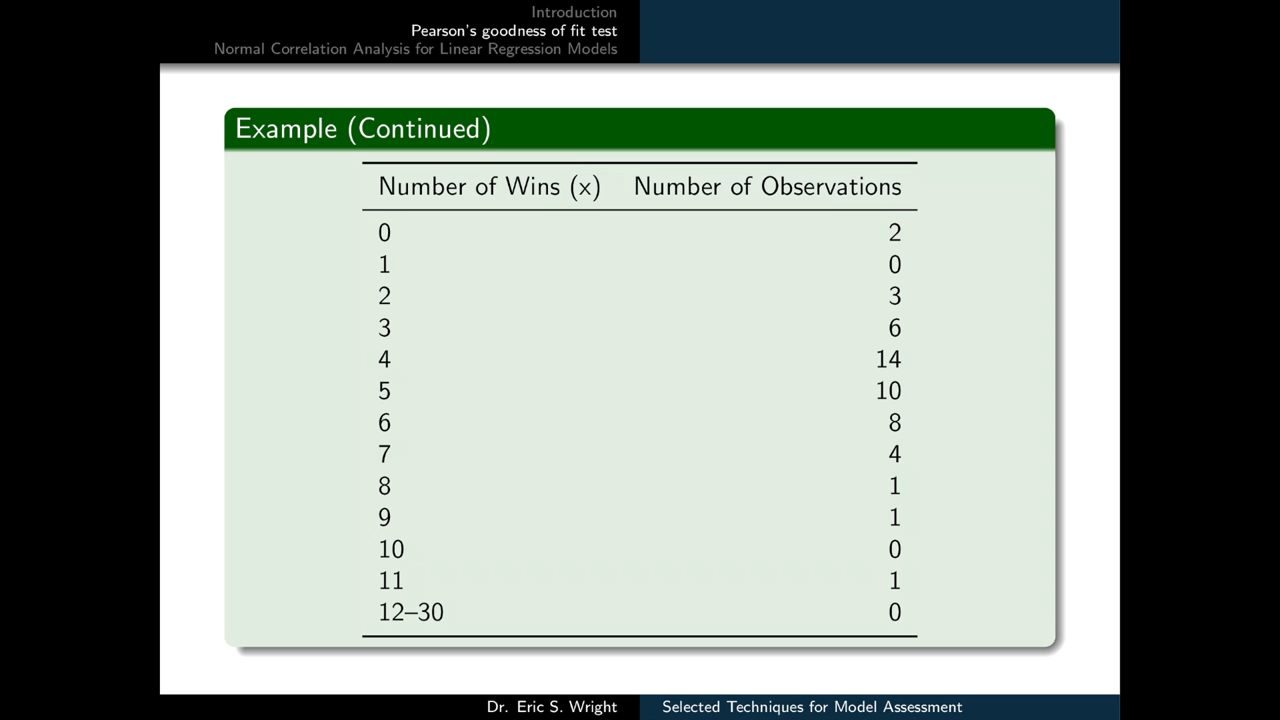 Introduction
Pearson's goodness of fit test
Normal Correlation Analysis for Linear Regression Models
Example (Continued)
Number of Wins (x) Number of Observations
0 2
1 0
2 3
3 6
4 14
5 10
6 8
7 4
8 1
9 1
10 0
11 1
12–30 0
Dr. Eric S. Wright Selected Techniques for Model Assessment